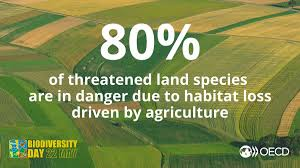 80%
of threatened land species
are in danger due to habitat loss
driven by agriculture
BIODIVERSITY
DAY 22 MAY
OECD